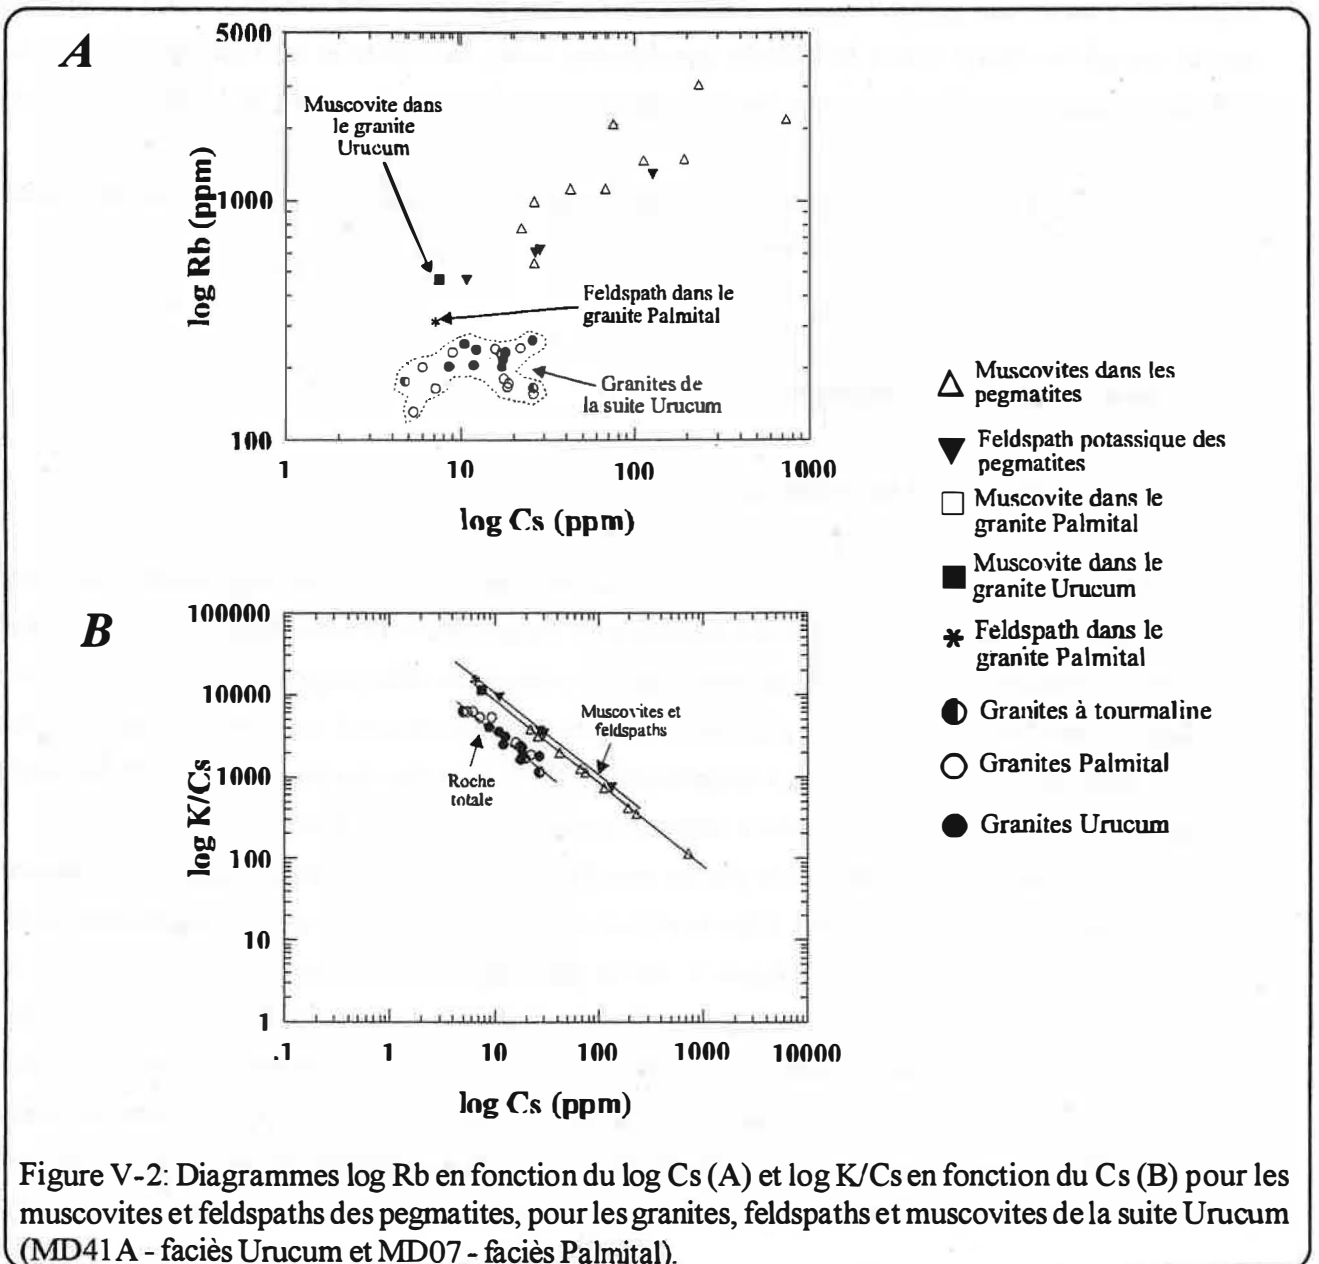 A
5000
1000
100
log Rb (ppm)
Muscovite dans
le granite
Urucum
Feldspath dans le
granite Palmital
Granites de
la suite Urucum
1
10
100
1000
log Cs (ppm)
B
100000
10000
1000
100
10
1
log K/Cs
Muscovites et
feldspaths
Roche
totale
.1
1
10
100
1000
10000
log Cs (ppm)
Muscovites dans les
pegmatites
Feldspath potassique des
pegmatites
Muscovite dans le
granite Palmital
Muscovite dans le
granite Urucum
Feldspath dans le
granite Palmital
Granites à tourmaline
Granites Palmital
Granites Urucum
Figure V-2: Diagrammes log Rb en fonction du log Cs (A) et log K/Cs en fonction du Cs (B) pour les
muscovites et feldspaths des pegmatites, pour les granites, feldspaths et muscovites de la suite Urucum
(MD41A - faciès Urucum et MD07 - faciès Palmital).